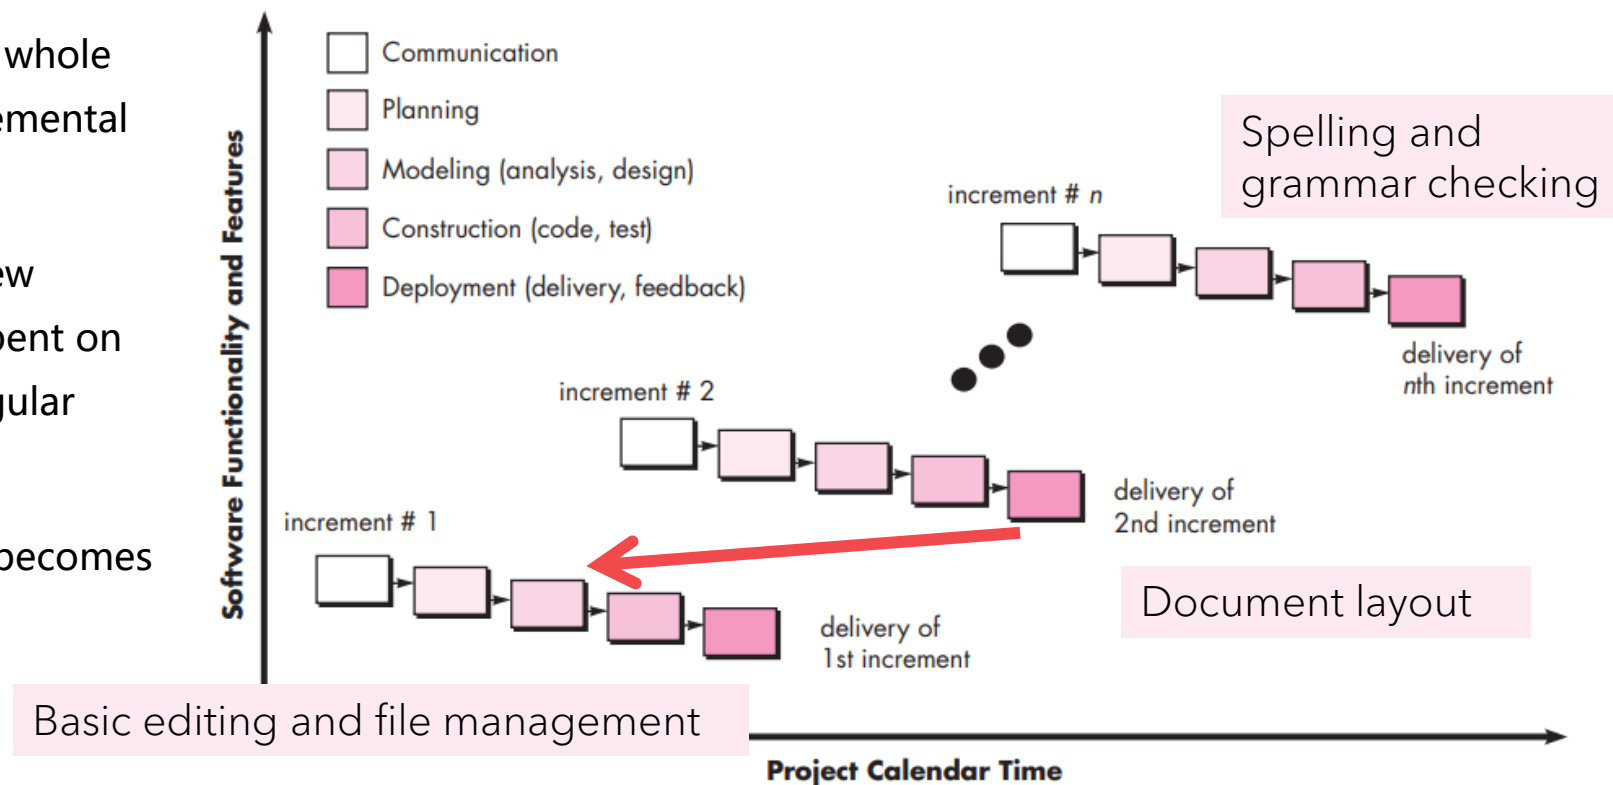 whole
emental
ew
pent on
gular
becomes
Software Functionality and Features
Communication
Planning
Modeling (analysis, design)
Construction (code, test)
Deployment (delivery, feedback)
Spelling and
grammar checking
increment # n
delivery of
nth increment
increment # 2
delivery of
2nd increment
Document layout
increment # 1
delivery of
1st increment
Basic editing and file management
Project Calendar Time